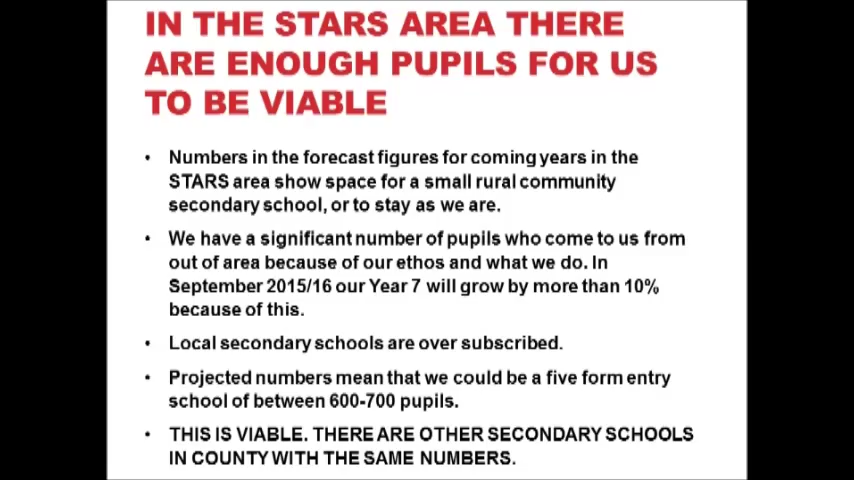 IN THE STARS AREA THERE
ARE ENOUGH PUPILS FOR US
TO BE VIABLE
• Numbers in the forecast figures for coming years in the
STARS area show space for a small rural community
secondary school, or to stay as we are.
• We have a significant number of pupils who come to us from
out of area because of our ethos and what we do. In
September 2015/16 our Year 7 will grow by more than 10%
because of this.
• Local secondary schools are over subscribed.
• Projected numbers mean that we could be a five form entry
school of between 600-700 pupils.
• THIS IS VIABLE. THERE ARE OTHER SECONDARY SCHOOLS
IN COUNTY WITH THE SAME NUMBERS.